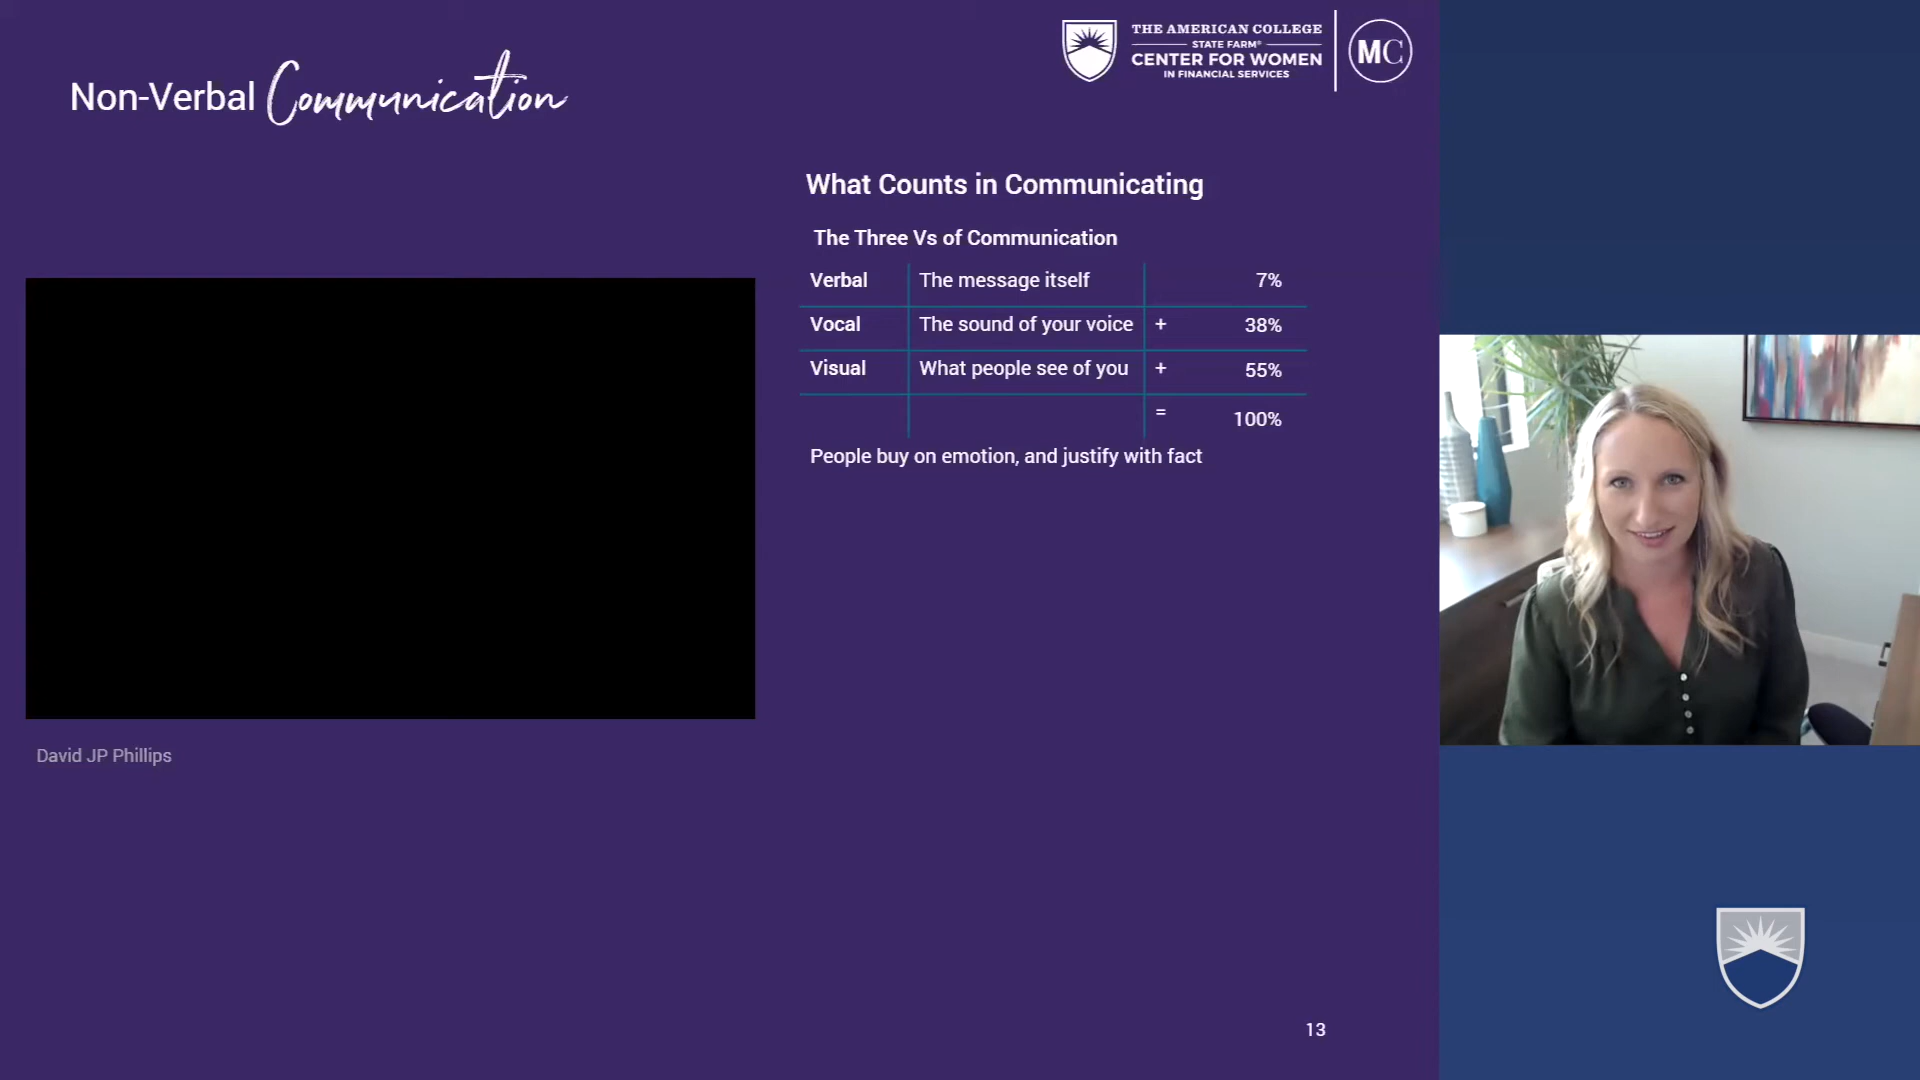 THE AMERICAN COLLEGE
STATE FARM®
CENTER FOR WOMEN
IN FINANCIAL SERVICES
MC
Non-Verbal Communication
What Counts in Communicating
The Three Vs of Communication
Verbal The message itself 7%
Vocal The sound of your voice + 38%
Visual What people see of you + 55%
= 100%
People buy on emotion, and justify with fact
David JP Phillips
13